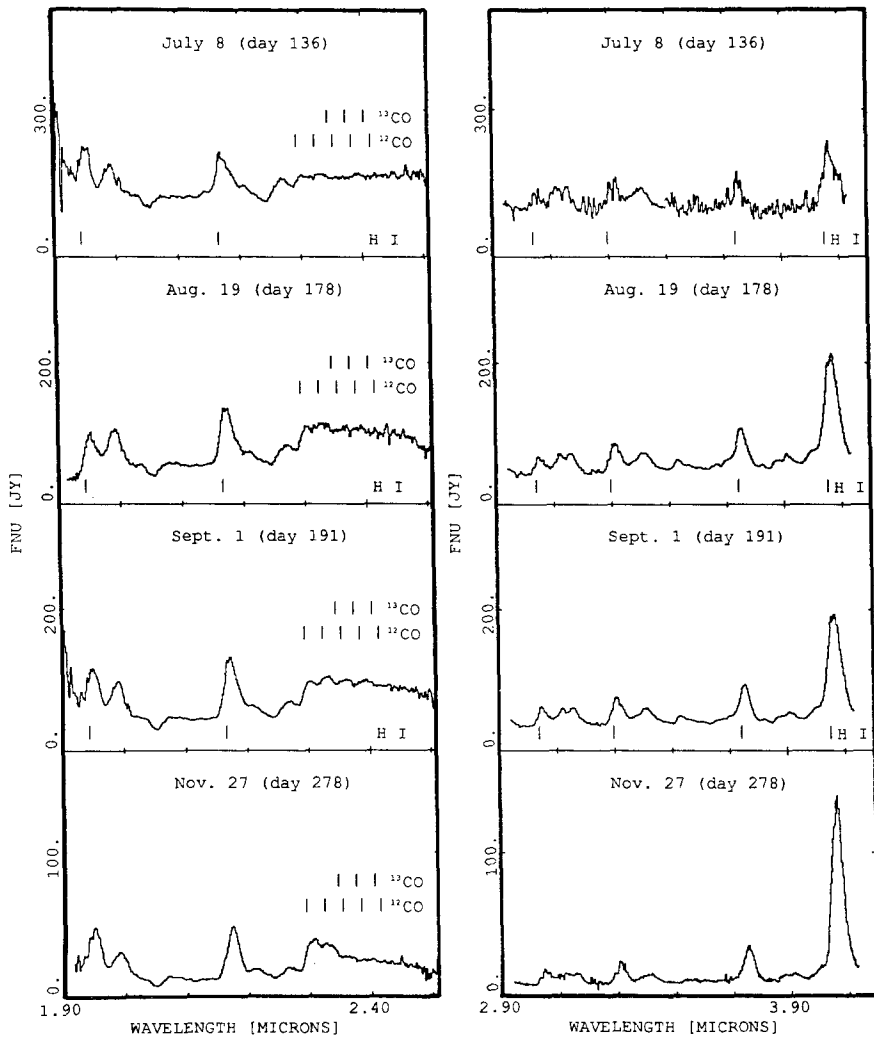 July 8 (day 136)
300.
0.
¹³CO
¹²CO
H I
Aug. 19 (day 178)
200.
0.
¹³CO
¹²CO
H I
Sept. 1 (day 191)
200.
0.
¹³CO
¹²CO
H I
Nov. 27 (day 278)
100.
0.
¹³CO
¹²CO
FNU [JY]
1.90
2.40
WAVELENGTH [MICRONS]
July 8 (day 136)
300.
0.
H I
Aug. 19 (day 178)
200.
0.
H I
Sept. 1 (day 191)
200.
0.
H I
Nov. 27 (day 278)
100.
0.
FNU [JY]
2.90
3.90
WAVELENGTH [MICRONS]